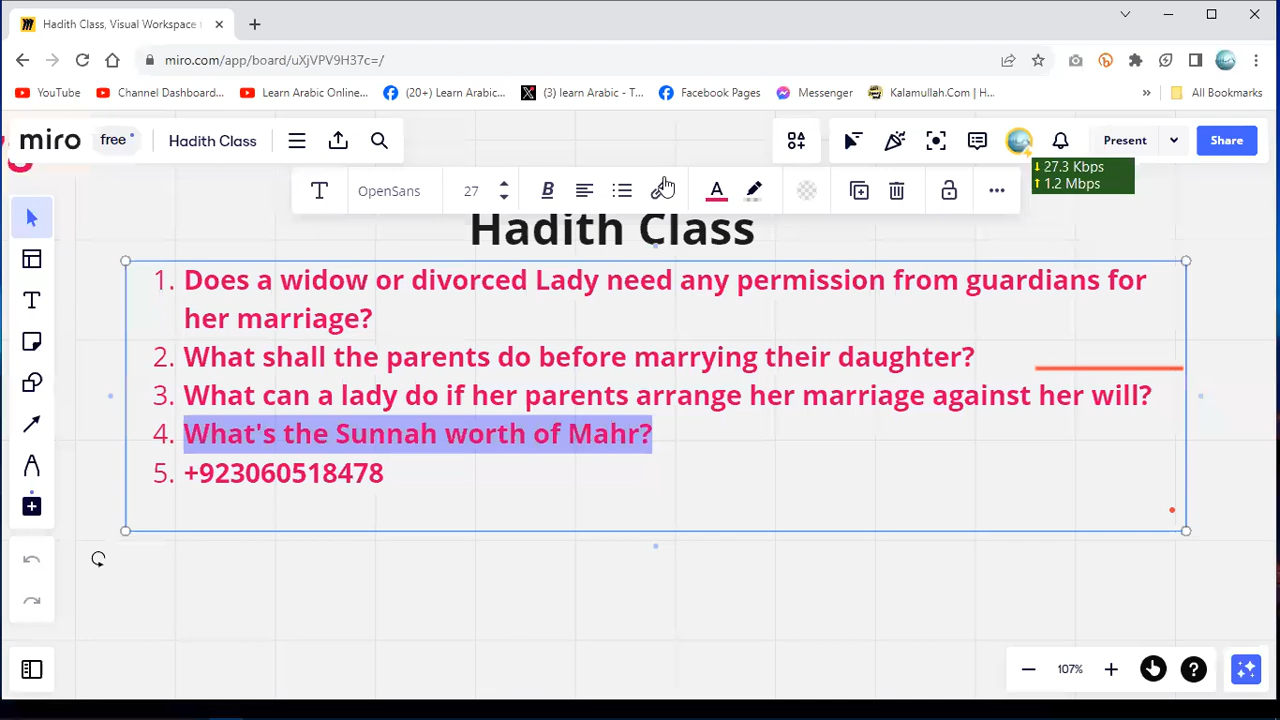 Hadith Class, Visual Workspace
miro.com/app/board/uXjVPV9H37c=/
YouTube
Channel Dashboard...
Learn Arabic Online...
(20+) Learn Arabic...
(3) learn Arabic - T...
Facebook Pages
Messenger
Kalamullah.Com | H...
»
All Bookmarks
miro
free
Hadith Class
Present
Share
27.3 Kbps
1.2 Mbps
OpenSans
27
B
A
Hadith Class
1. Does a widow or divorced Lady need any permission from guardians for
her marriage?
2. What shall the parents do before marrying their daughter?
3. What can a lady do if her parents arrange her marriage against her will?
4. What's the Sunnah worth of Mahr?
5. +923060518478
107%